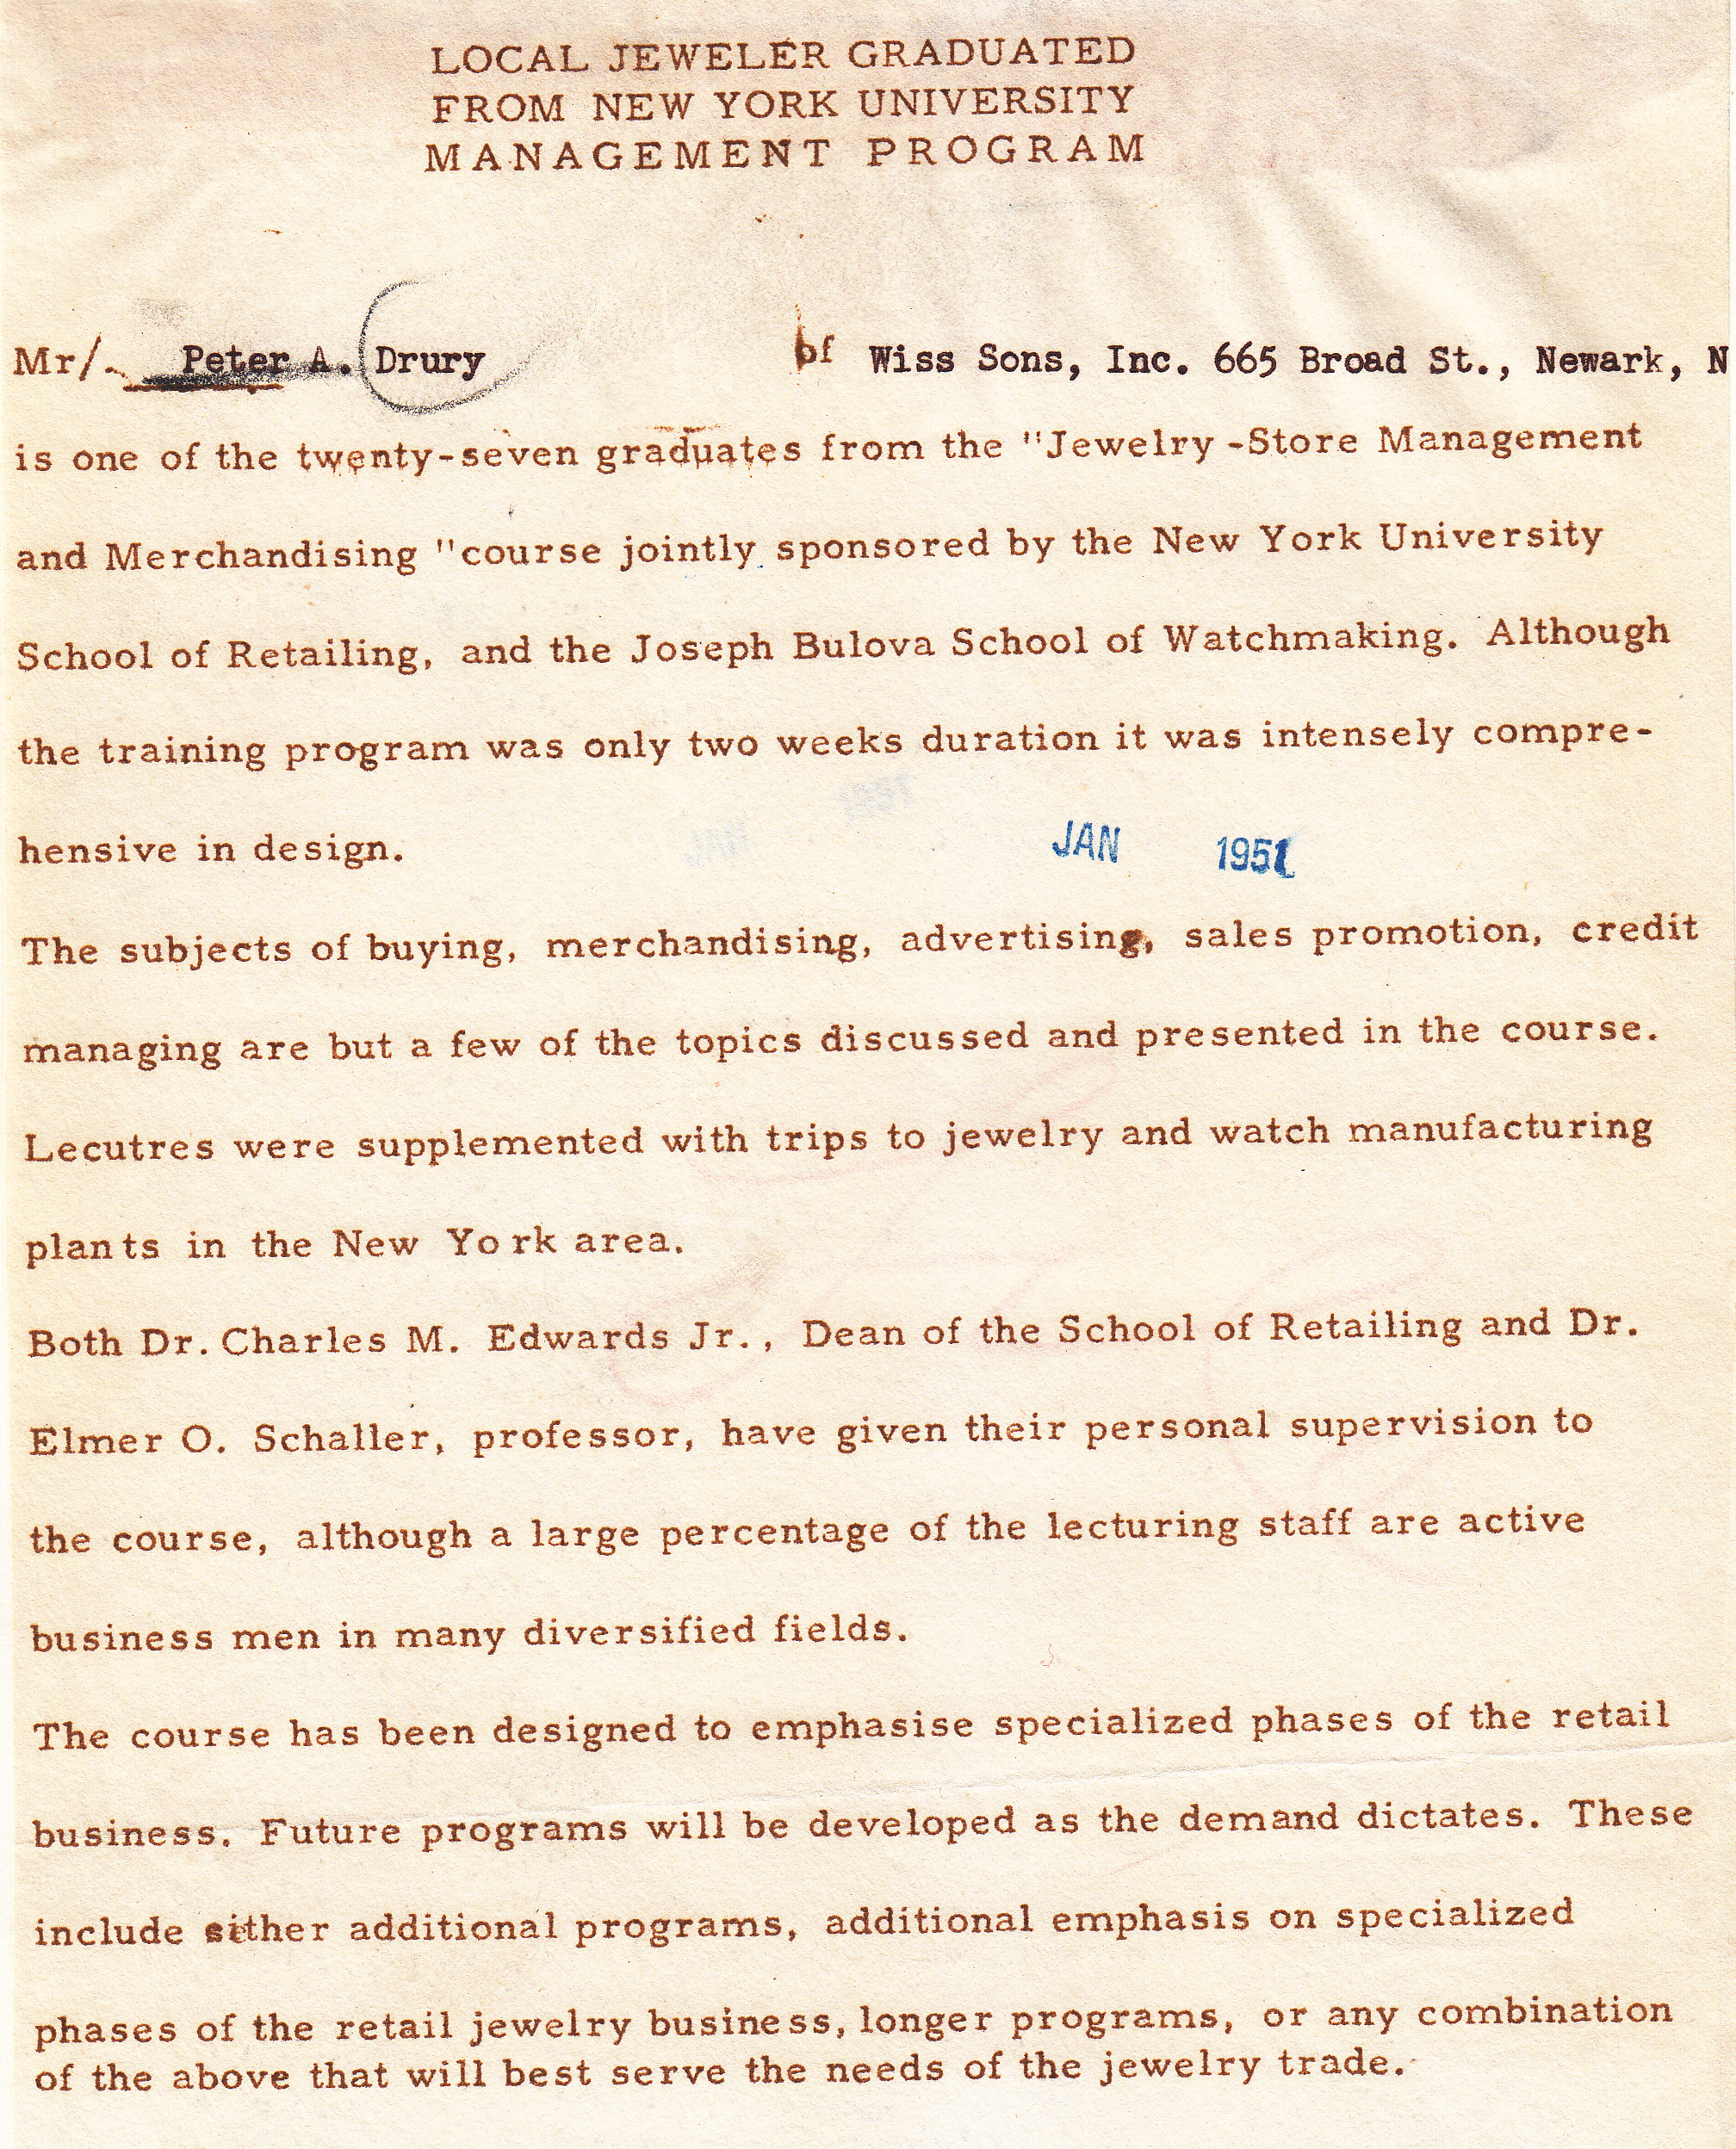 LOCAL JEWELER GRADUATED
FROM NEW YORK UNIVERSITY
MANAGEMENT PROGRAM
Mr/. Peter A. Drury of Wiss Sons, Inc. 665 Broad St., Newark, N
is one of the twenty-seven graduates from the "Jewelry -Store Management
and Merchandising "course jointly sponsored by the New York University
School of Retailing, and the Joseph Bulova School of Watchmaking. Although
the training program was only two weeks duration it was intensely compre-
hensive in design.
JAN 1951
The subjects of buying, merchandising, advertising, sales promotion, credit
managing are but a few of the topics discussed and presented in the course.
Lecutres were supplemented with trips to jewelry and watch manufacturing
plants in the New York area.
Both Dr. Charles M. Edwards Jr., Dean of the School of Retailing and Dr.
Elmer O. Schaller, professor, have given their personal supervision to
the course, although a large percentage of the lecturing staff are active
business men in many diversified fields.
The course has been designed to emphasise specialized phases of the retail
business. Future programs will be developed as the demand dictates. These
include either additional programs, additional emphasis on specialized
phases of the retail jewelry business, longer programs, or any combination
of the above that will best serve the needs of the jewelry trade.